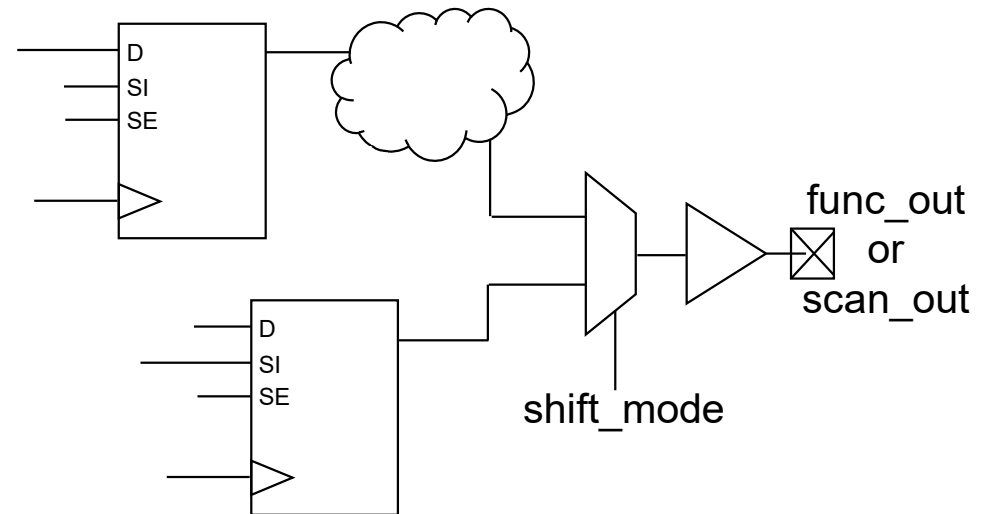 D
SI
SE
func_out
or
scan_out
D
SI
SE
shift_mode